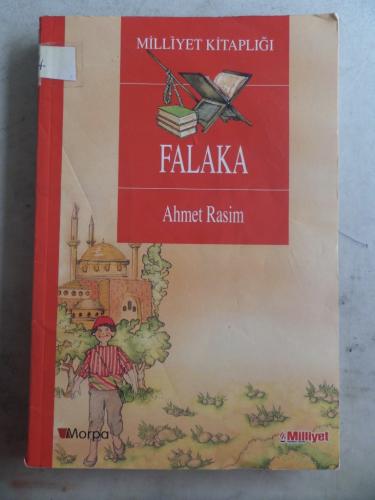 MİLLİYET KİTAPLIĞI
FALAKA
Ahmet Rasim
Morpa
Milliyet